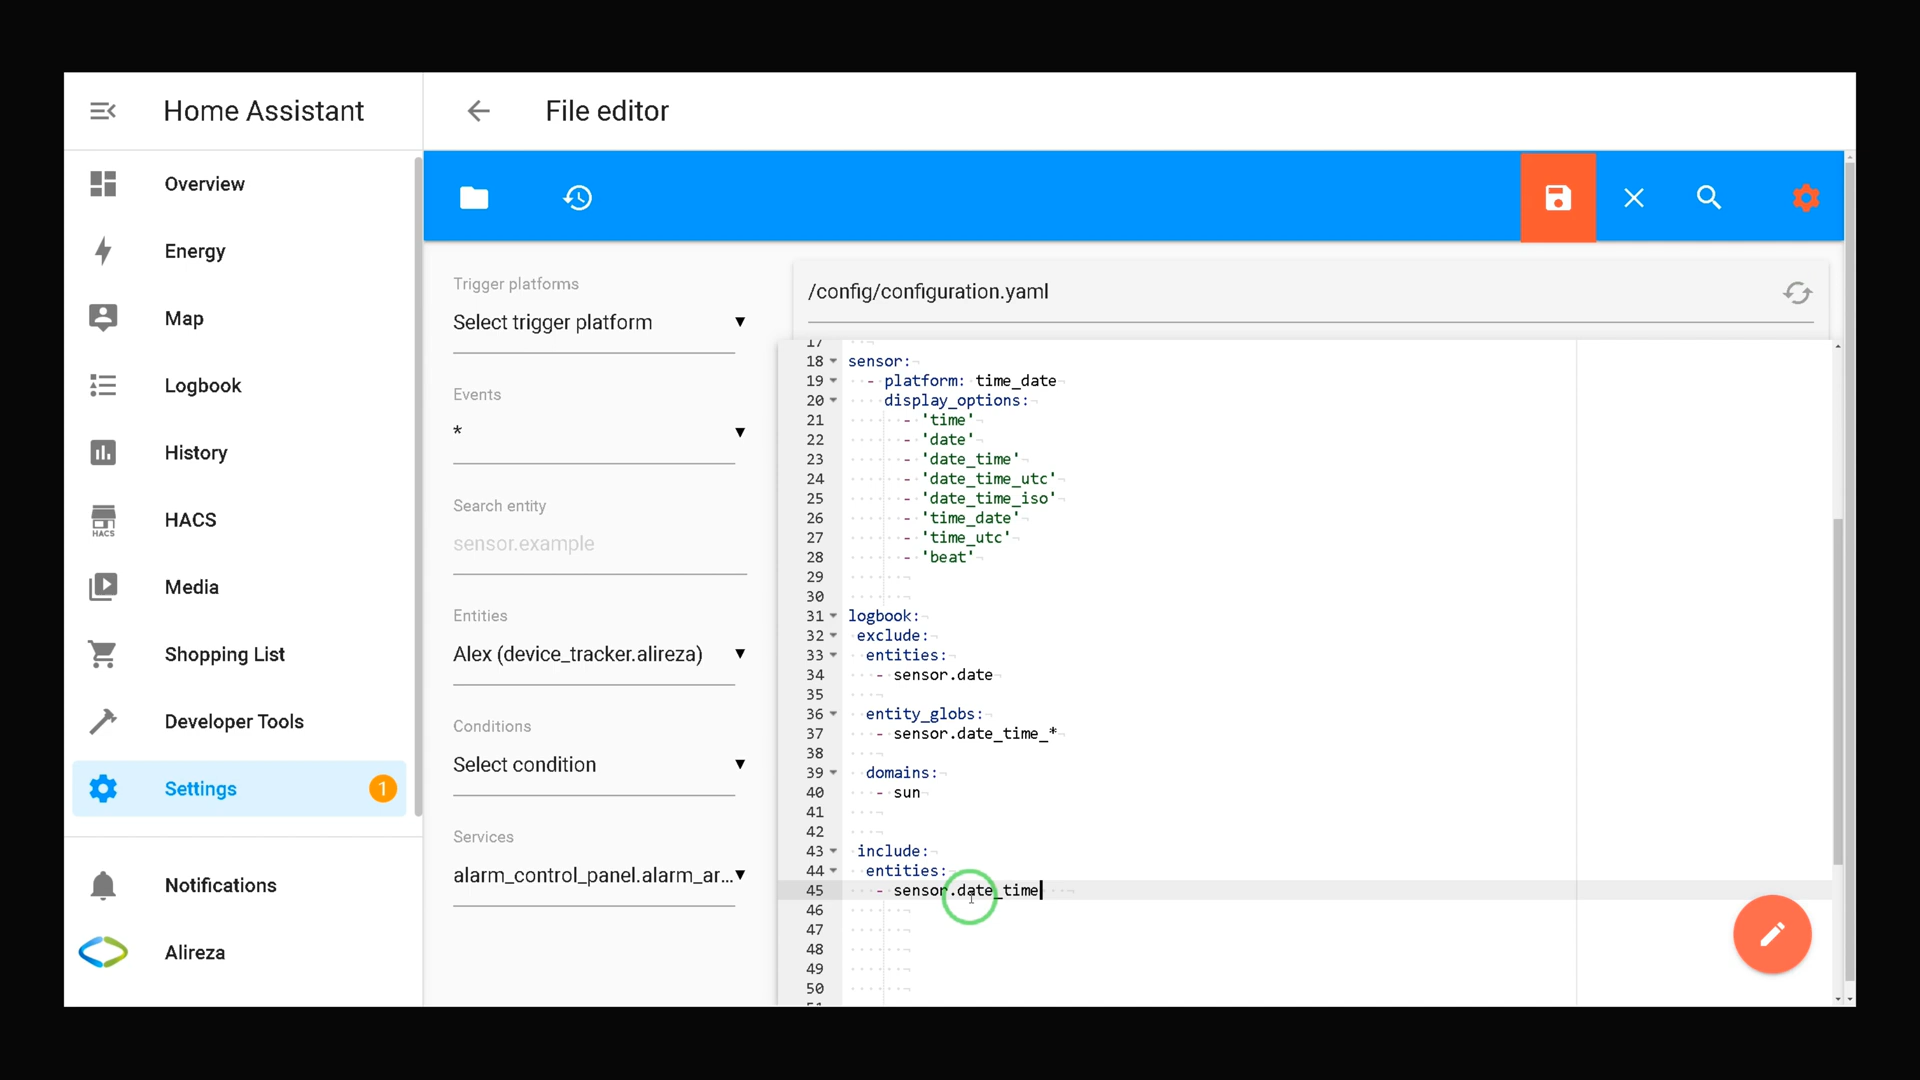 Home Assistant
File editor
Overview
Energy
Map
Logbook
History
HACS
HACS
Media
Shopping List
Developer Tools
Settings
1
Notifications
Alireza
Trigger platforms
Select trigger platform
Events
*
Search entity
sensor.example
Entities
Alex (device_tracker.alireza)
Conditions
Select condition
Services
alarm_control_panel.alarm_ar...
/config/configuration.yaml
17
18 sensor:
19 - platform: time_date
20 display_options:
21 - 'time'
22 - 'date'
23 - 'date_time'
24 - 'date_time_utc'
25 - 'date_time_iso'
26 - 'time_date'
27 - 'time_utc'
28 - 'beat'
29
30
31 logbook:
32 exclude:
33 entities:
34 - sensor.date
35
36 entity_globs:
37 - sensor.date_time_*
38
39 domains:
40 - sun
41
42
43 include:
44 entities:
45 - sensor.date_time
46
47
48
49
50